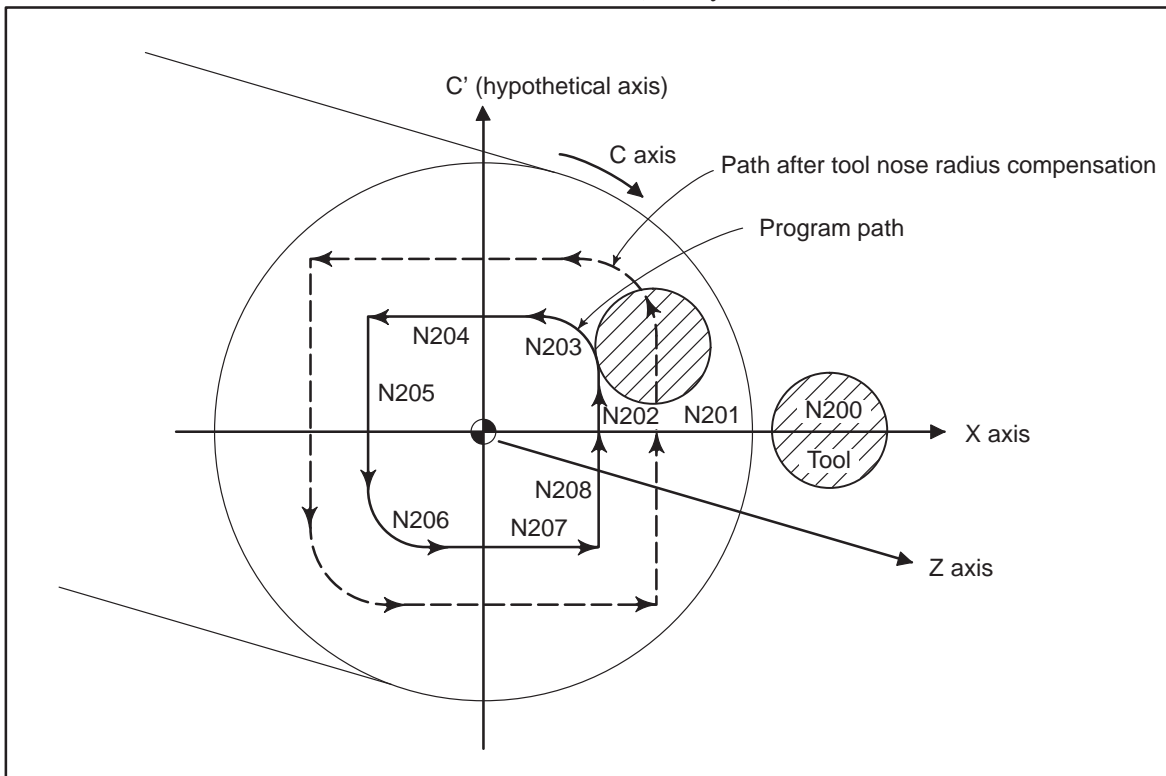 C' (hypothetical axis)
C axis
Path after tool nose radius compensation
Program path
N204
N203
N205
N202
N201
N200
X axis
Tool
N208
N206
N207
Z axis